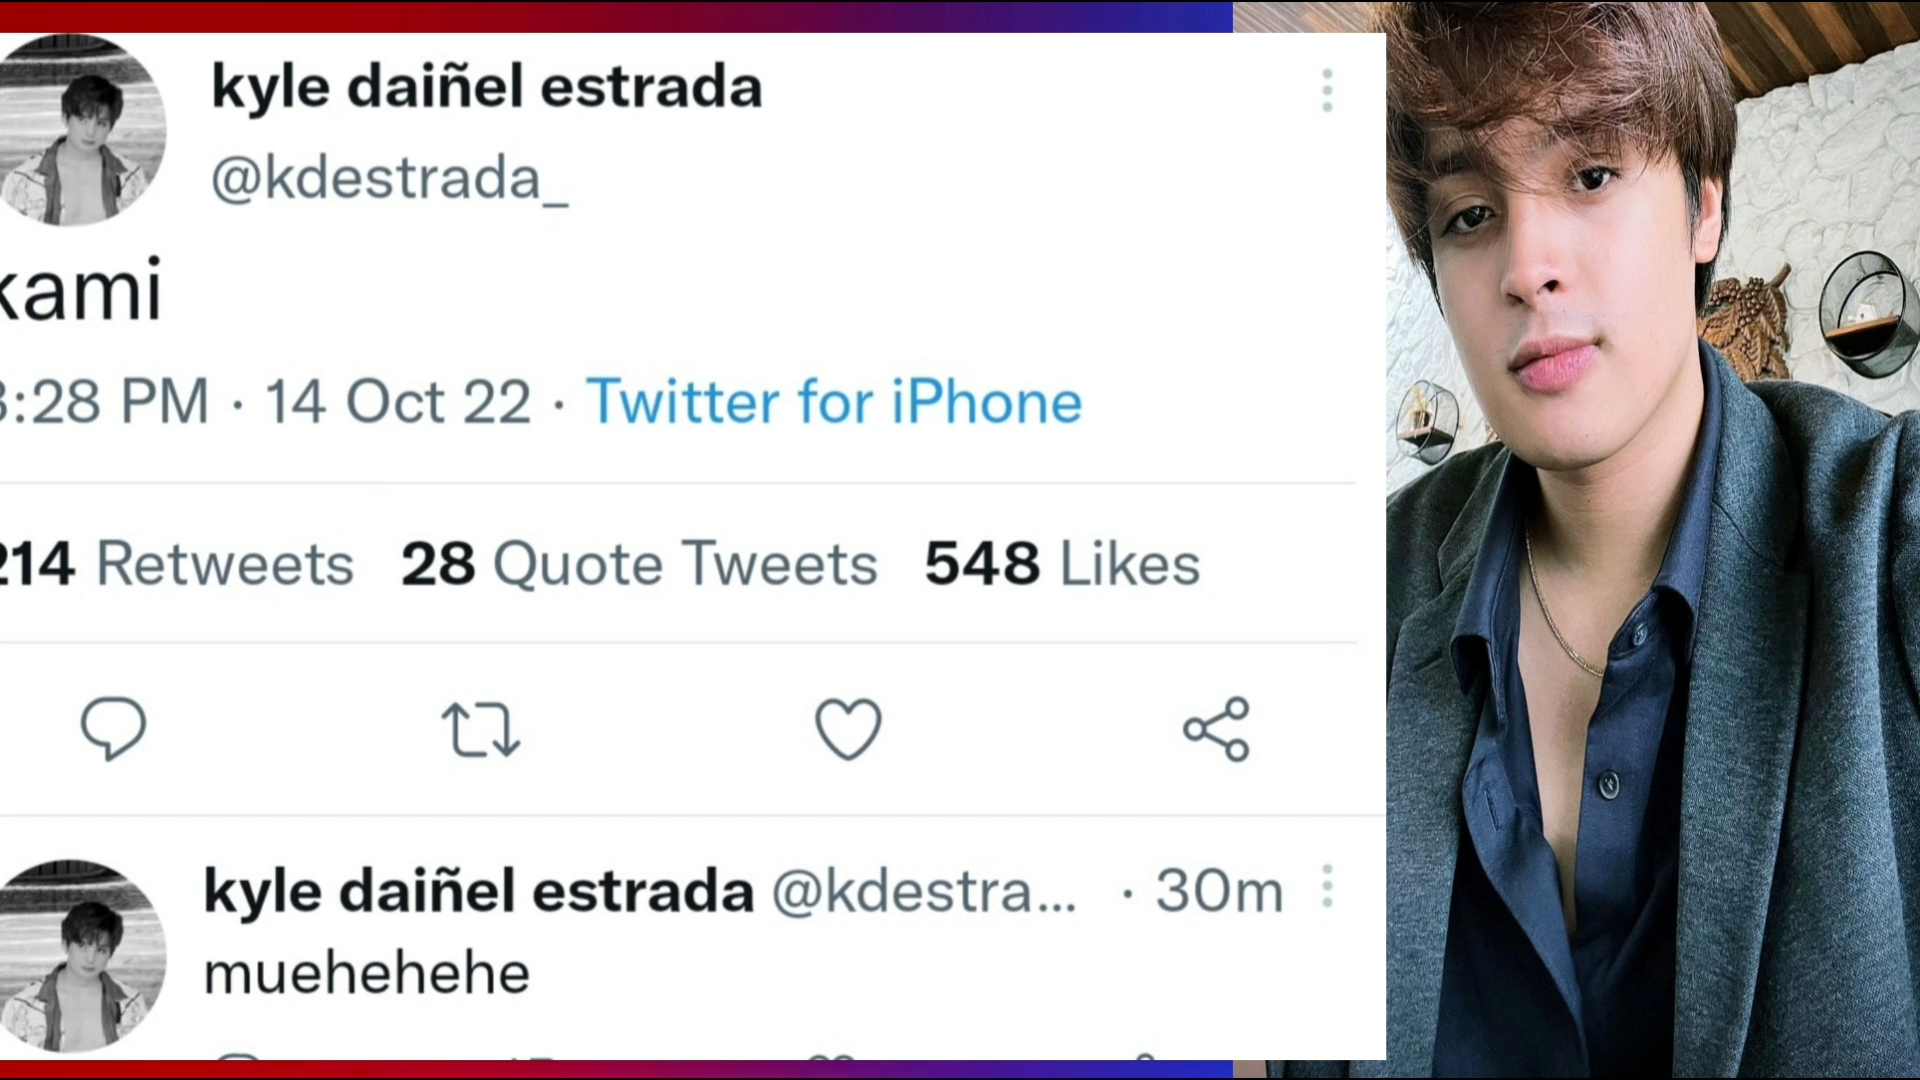 kyle daiñel estrada
@kdestrada_
kami
:28 PM · 14 Oct 22 · Twitter for iPhone
214 Retweets 28 Quote Tweets 548 Likes
kyle daiñel estrada @kdestra... · 30m
muehehehe